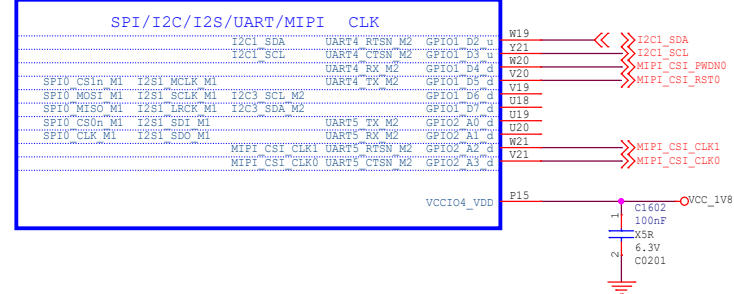 SPI/I2C/I2S/UART/MIPI CLK
I2C1_SDA UART4_RTSN_M2 GPIO1_D2_u W19 I2C1_SDA
I2C1_SCL UART4_CTSN_M2 GPIO1_D3_u Y21 I2C1_SCL
UART4_RX_M2 GPIO1_D4_d W20 MIPI_CSI_PWDN0
SPI0_CS1n_M1 I2S1_MCLK_M1 UART4_TX_M2 GPIO1_D5_d V20 MIPI_CSI_RST0
SPI0_MOSI_M1 I2S1_SCLK_M1 I2C3_SCL_M2 GPIO1_D6_d V19
SPI0_MISO_M1 I2S1_LRCK_M1 I2C3_SDA_M2 GPIO1_D7_d U18
SPI0_CS0n_M1 I2S1_SDI_M1 UART5_TX_M2 GPIO2_A0_d U19
SPI0_CLK_M1 I2S1_SDO_M1 UART5_RX_M2 GPIO2_A1_d U20
MIPI_CSI_CLK1 UART5_RTSN_M2 GPIO2_A2_d W21 MIPI_CSI_CLK1
MIPI_CSI_CLK0 UART5_CTSN_M2 GPIO2_A3_d V21 MIPI_CSI_CLK0
VCCIO4_VDD P15 VCC_1V8
1 C1602
100nF
X5R
6.3V
2 C0201